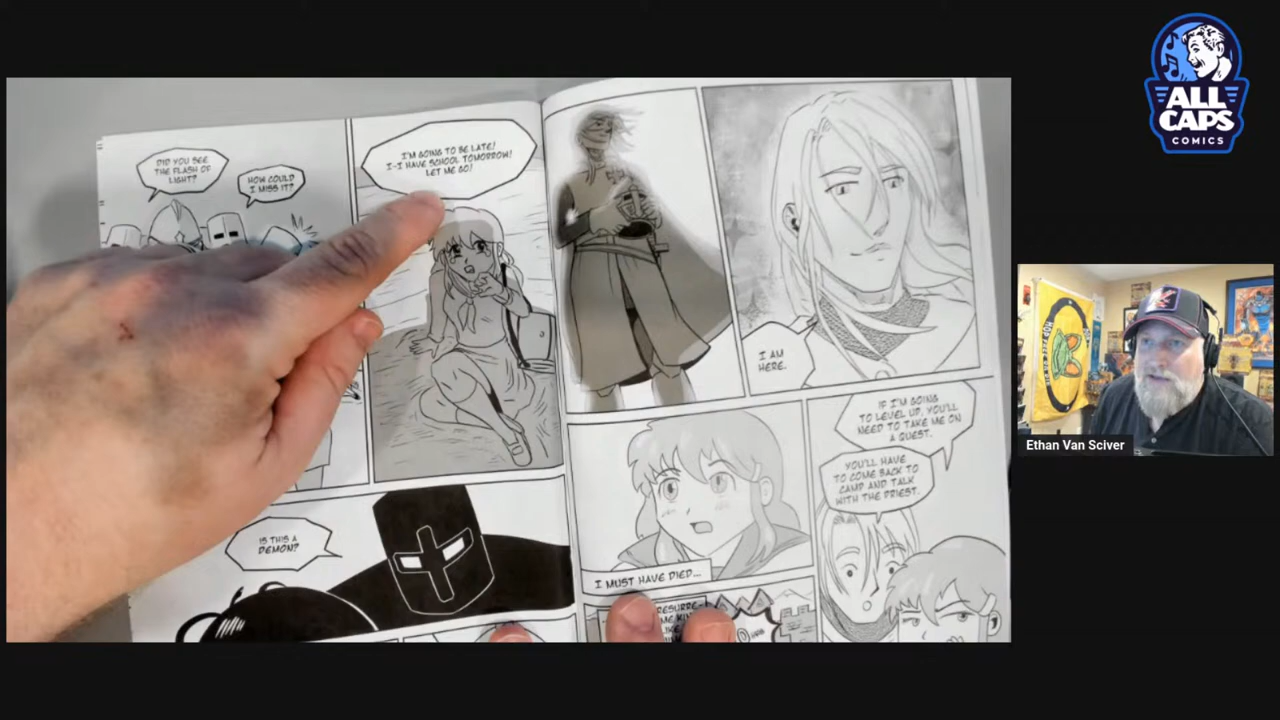 DID YOU SEE
THE FLASH OF
LIGHT?
HOW COULD
I MISS IT?
I'M GOING TO BE LATE!
I-I HAVE SCHOOL TOMORROW!
LET ME GO!
IS THIS A
DEMON?
I AM
HERE.
I MUST HAVE DIED...
IF I'M GOING
TO LEVEL UP, YOU'LL
NEED TO TAKE ME ON
A QUEST.
YOU'LL HAVE
TO COME BACK TO
CAMP AND TALK
WITH THE PRIEST.
ALL
CAPS
COMICS
Ethan Van Sciver